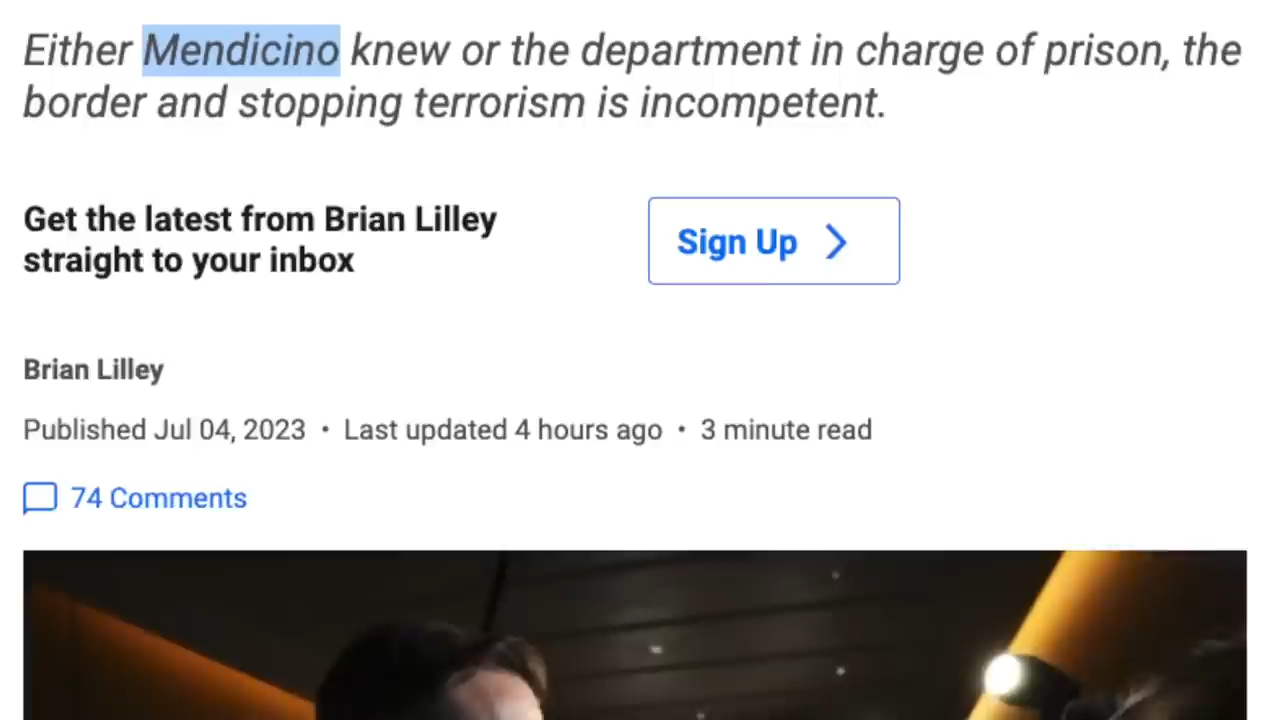 Either Mendicino knew or the department in charge of prison, the
border and stopping terrorism is incompetent.
Get the latest from Brian Lilley
straight to your inbox
Sign Up
Brian Lilley
Published Jul 04, 2023 • Last updated 4 hours ago • 3 minute read
74 Comments